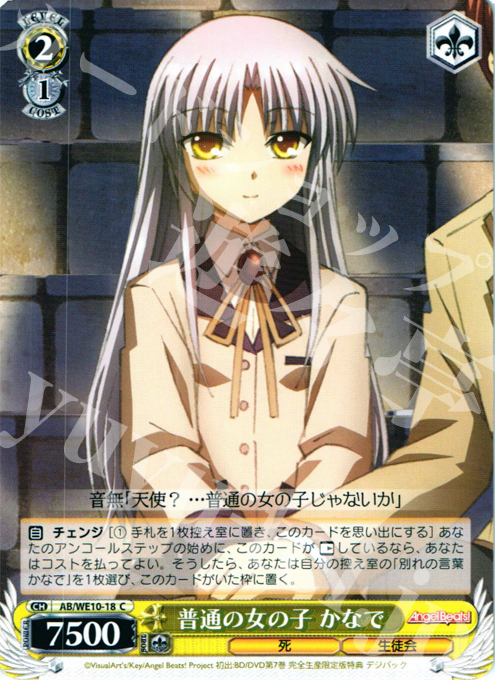 LEVEL
2
1
COST
音無「天使? …普通の女の子じゃないか」
チェンジ [① 手札を1枚控え室に置き、このカードを思い出にする] あな
たのアンコールステップの始めに、このカードが しているなら、あなた
はコストを払ってよい。そうしたら、あなたは自分の控え室の「別れの言葉
かなで」を1枚選び、このカードがいた枠に置く。
CH AB/WE10-18 C
普通の女の子 かなで
Angel Beats!
POWER
7500
SOUL
死
生徒会
©VisualArt's/Key/Angel Beats! Project 初出:BD/DVD第7巻 完全生産限定版特典 デジパック